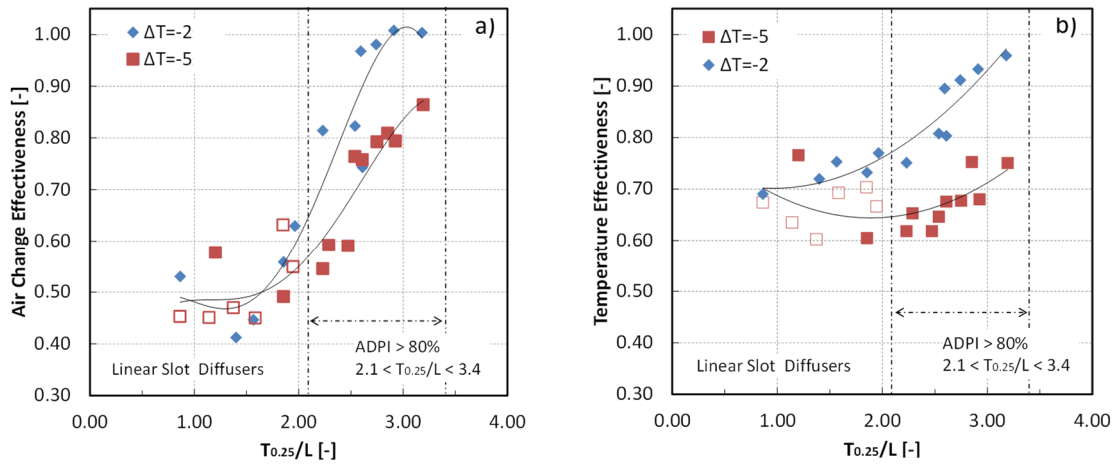 a)
ΔT=-2
ΔT=-5
Air Change Effectiveness [-]
1.00
0.90
0.80
0.70
0.60
0.50
0.40
0.30
ADPI > 80%
Linear Slot Diffusers
2.1 < T0.25/L < 3.4
0.00
1.00
2.00
3.00
4.00
T0.25/L [-]
b)
ΔT=-5
ΔT=-2
Temperature Effectiveness [-]
1.00
0.90
0.80
0.70
0.60
0.50
0.40
0.30
ADPI > 80%
Linear Slot Diffusers
2.1 < T0.25/L < 3.4
0.00
1.00
2.00
3.00
4.00
T0.25/L [-]